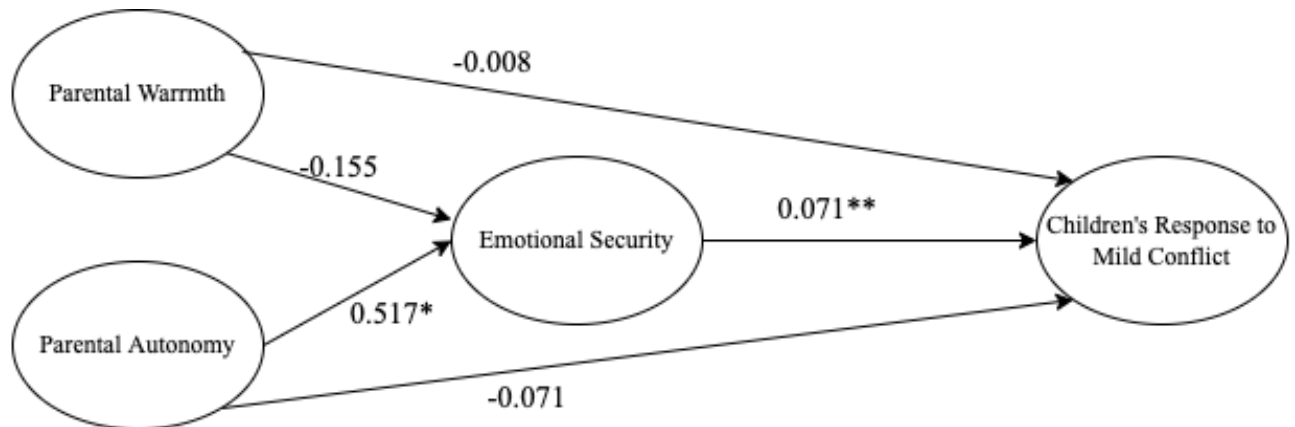 Parental Warrmth
-0.008
-0.155
Emotional Security
0.071**
Children's Response to
Mild Conflict
0.517*
Parental Autonomy
-0.071